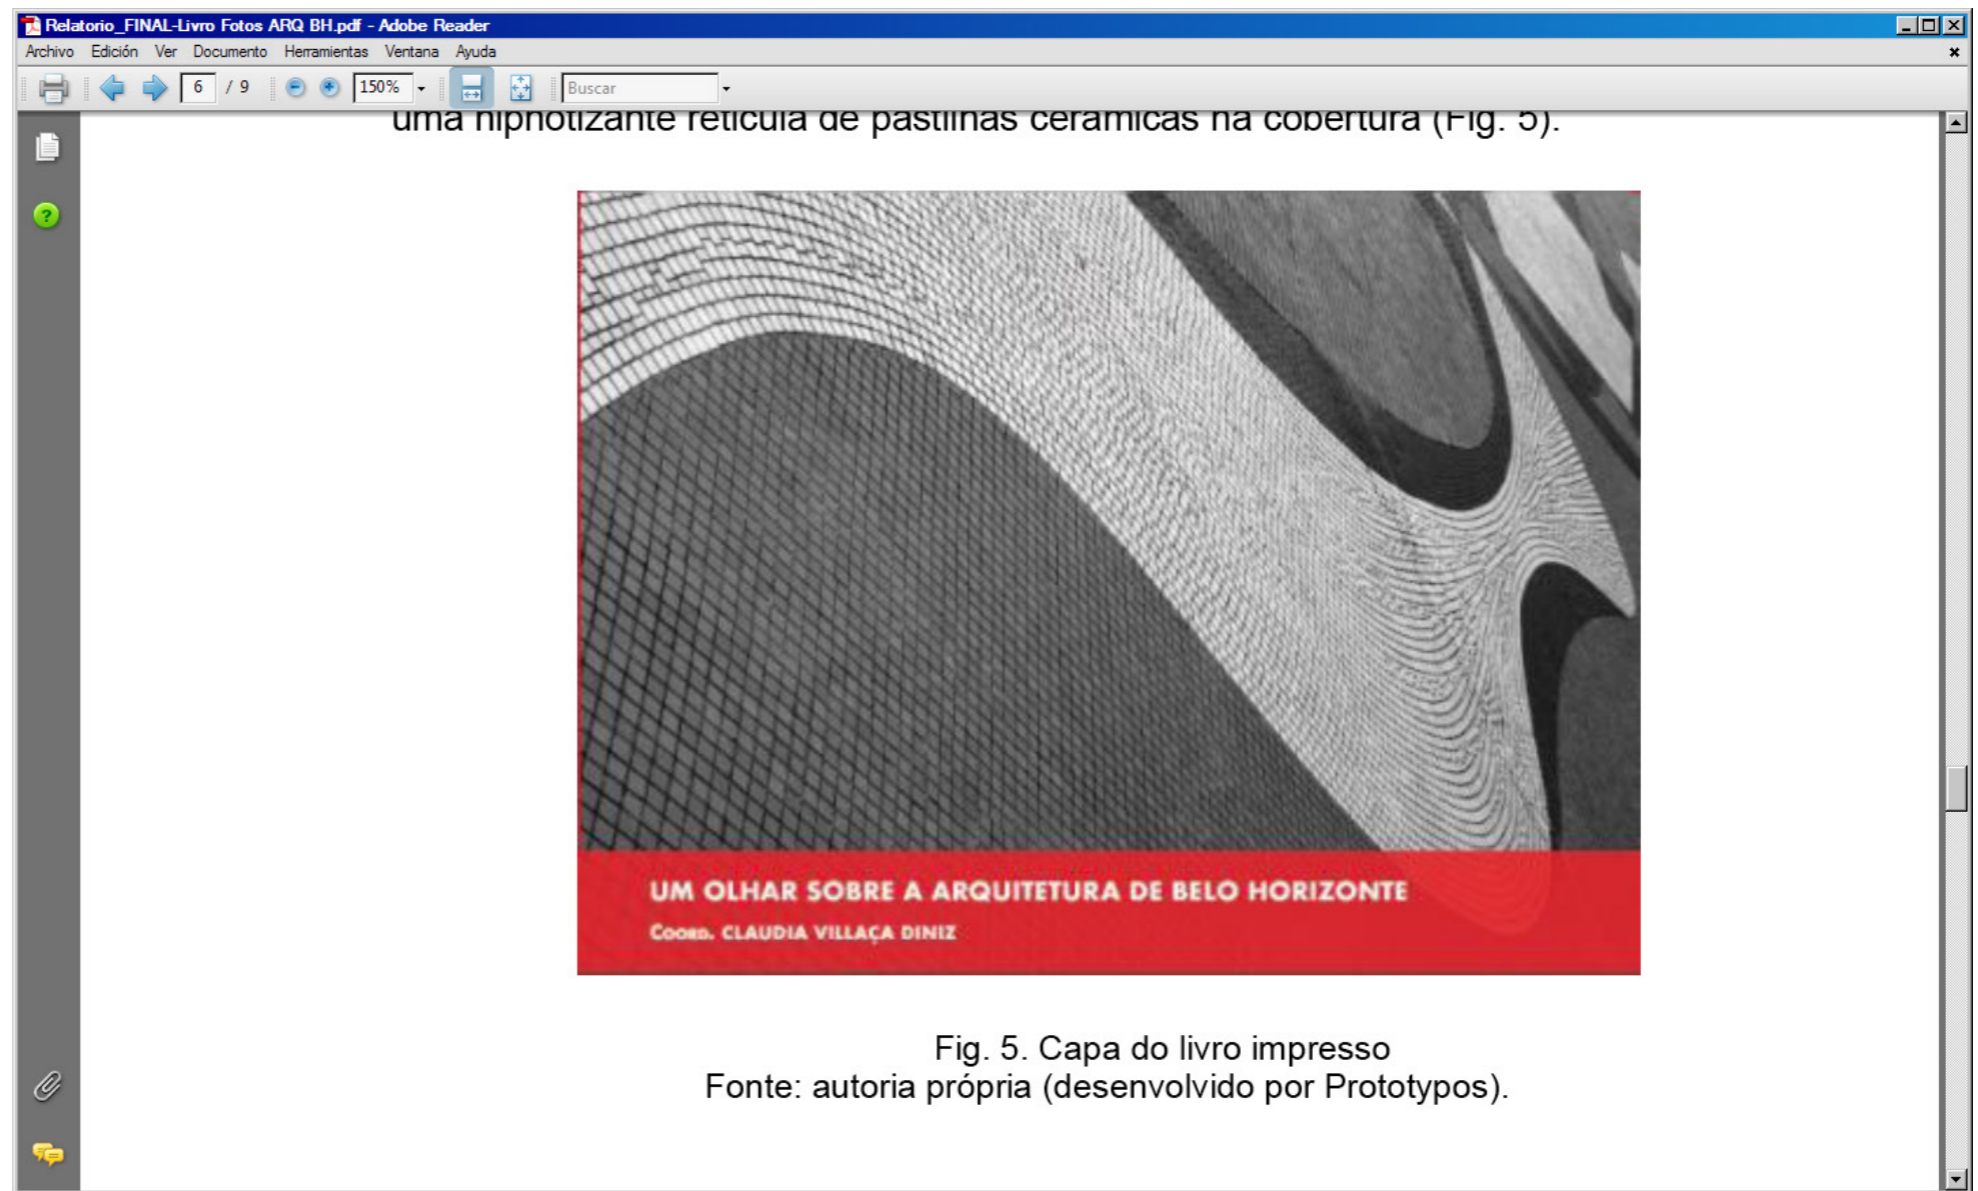 Relatorio_FINAL-Livro Fotos ARQ BH.pdf - Adobe Reader
Archivo Edición Ver Documento Herramientas Ventana Ayuda
6 / 9 150% Buscar
uma hipnotizante retícula de pastilhas cerâmicas na cobertura (Fig. 5).
UM OLHAR SOBRE A ARQUITETURA DE BELO HORIZONTE
COORD. CLAUDIA VILLAÇA DINIZ
Fig. 5. Capa do livro impresso
Fonte: autoria própria (desenvolvido por Prototypos).